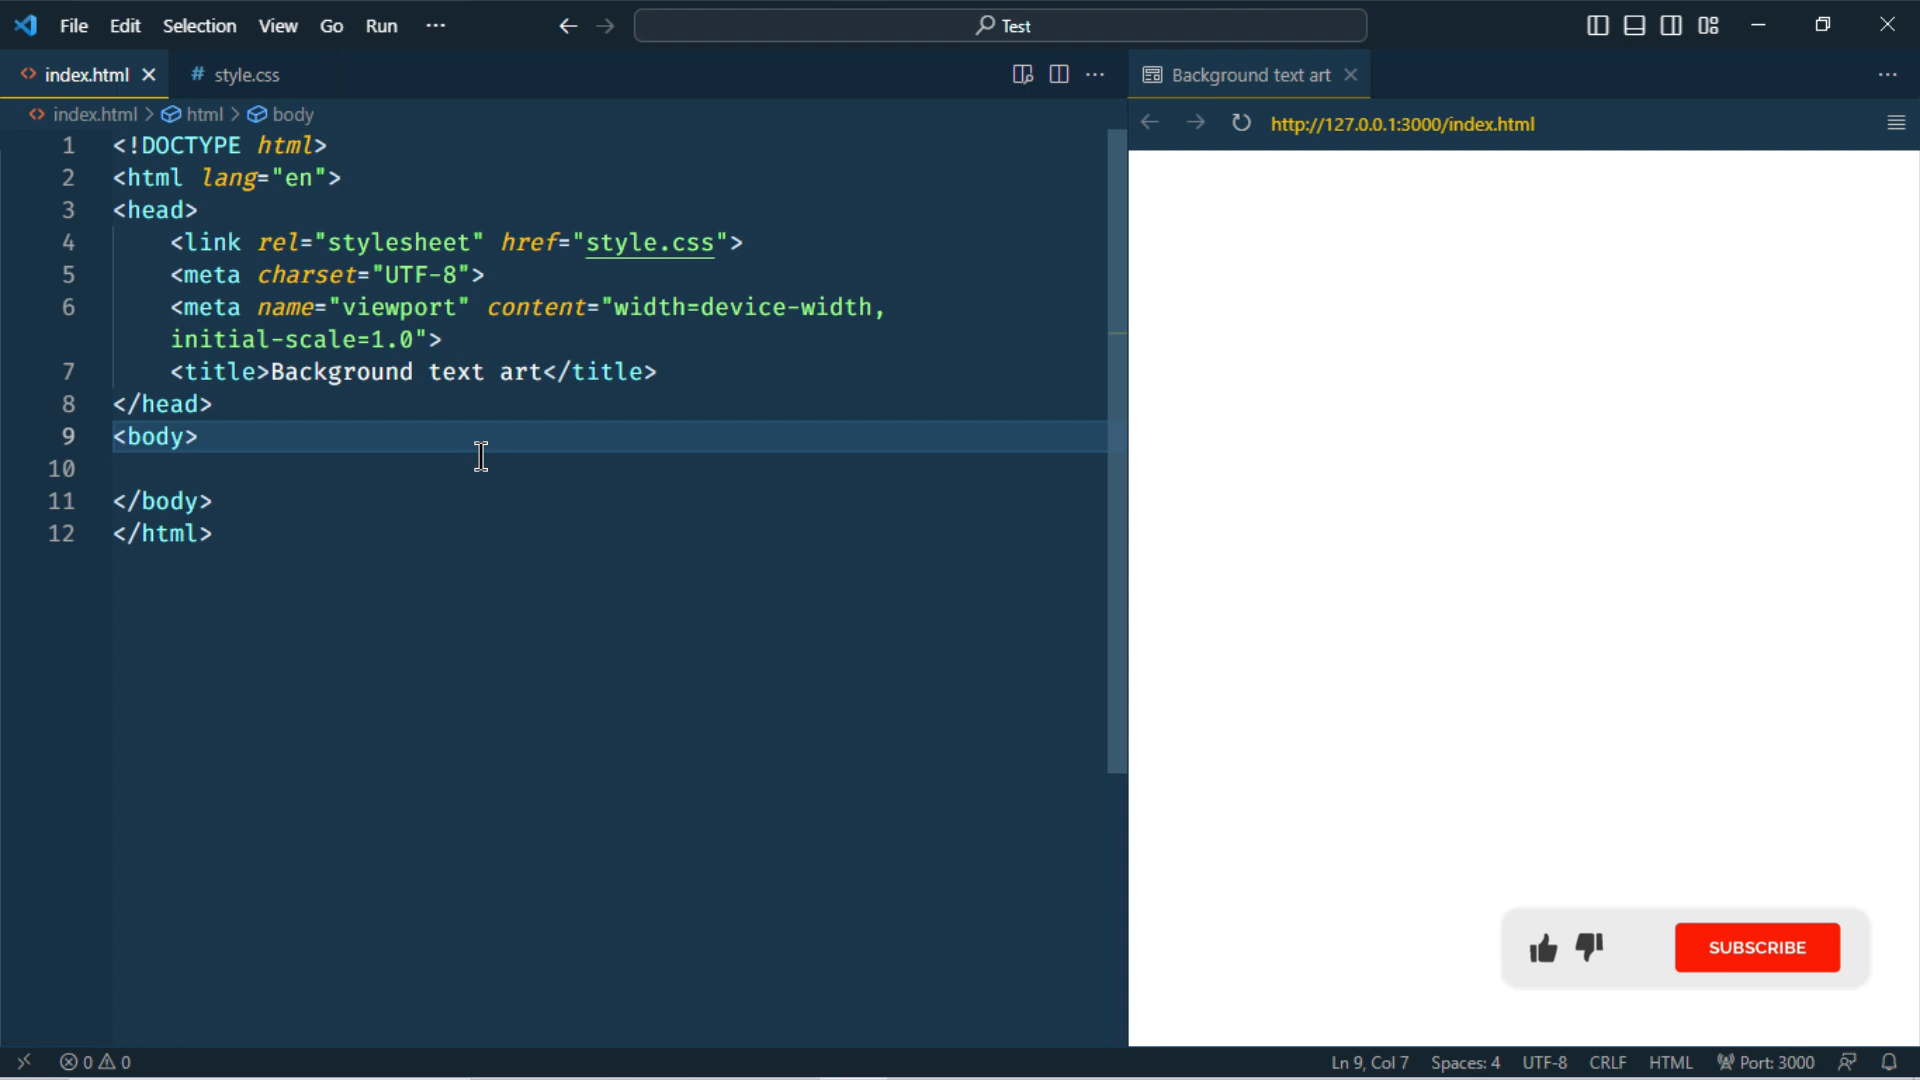 File Edit Selection View Go Run ··· Test
index.html style.css Background text art
index.html > html > body
http://127.0.0.1:3000/index.html
1 <!DOCTYPE html>
2 <html lang="en">
3 <head>
4 <link rel="stylesheet" href="style.css">
5 <meta charset="UTF-8">
6 <meta name="viewport" content="width=device-width,
initial-scale=1.0">
7 <title>Background text art</title>
8 </head>
9 <body>
10
11 </body>
12 </html>
SUBSCRIBE
0 0 Ln 9, Col 7 Spaces: 4 UTF-8 CRLF HTML Port: 3000